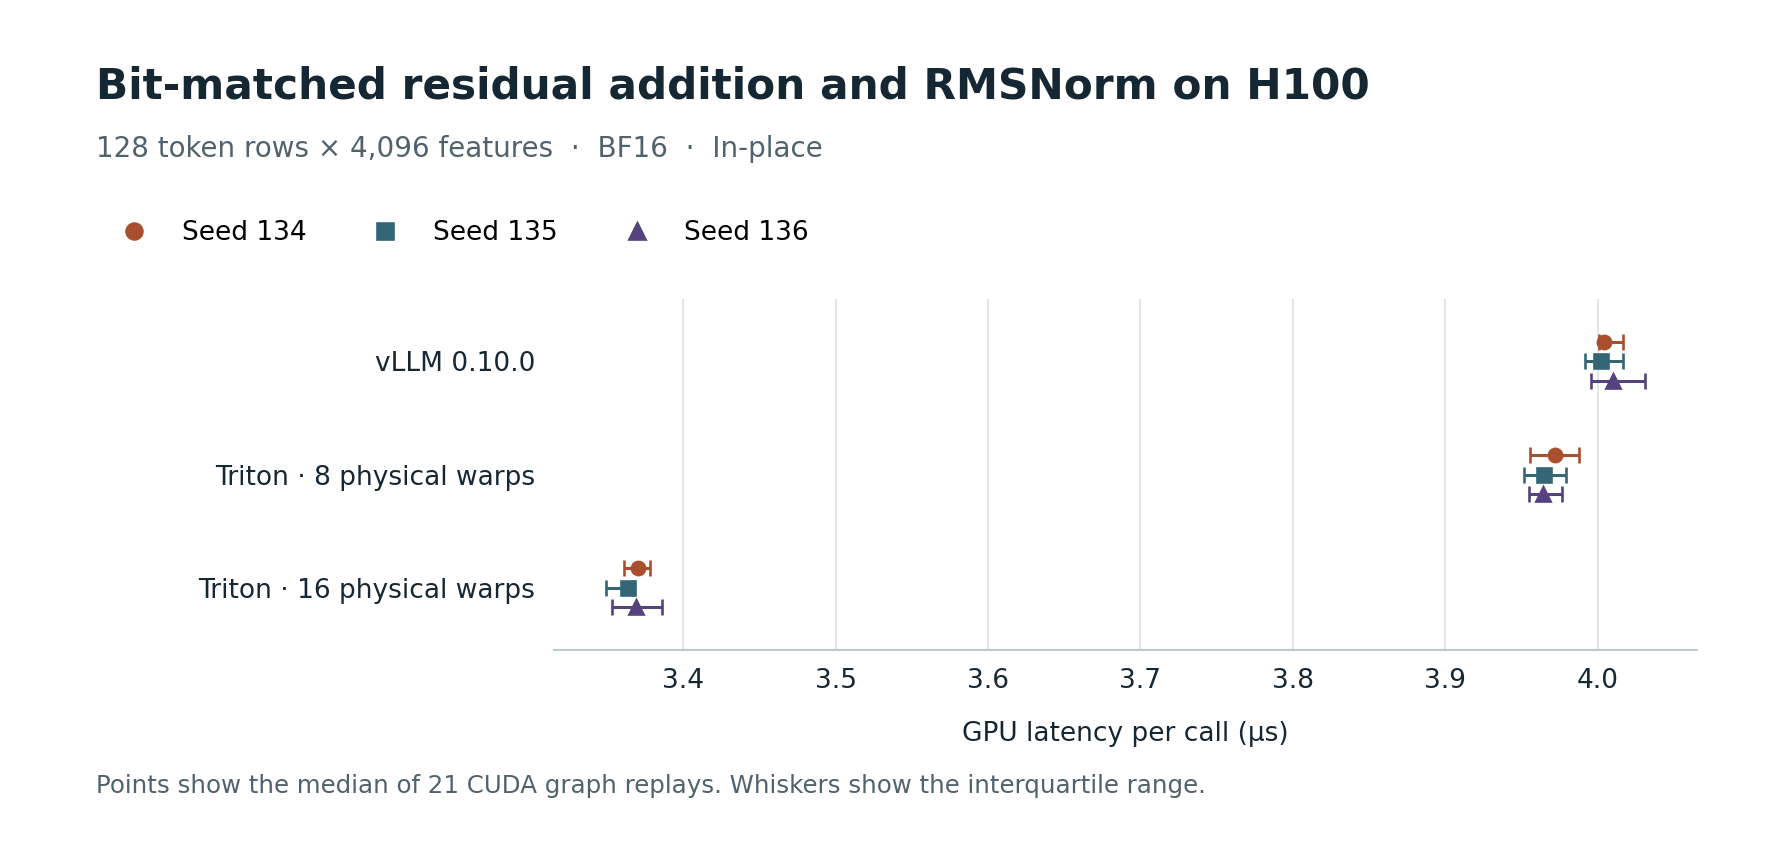 Bit-matched residual addition and RMSNorm on H100
128 token rows × 4,096 features · BF16 · In-place
Seed 134 Seed 135 Seed 136
vLLM 0.10.0
Triton · 8 physical warps
Triton · 16 physical warps
3.4 3.5 3.6 3.7 3.8 3.9 4.0
GPU latency per call (µs)
Points show the median of 21 CUDA graph replays. Whiskers show the interquartile range.